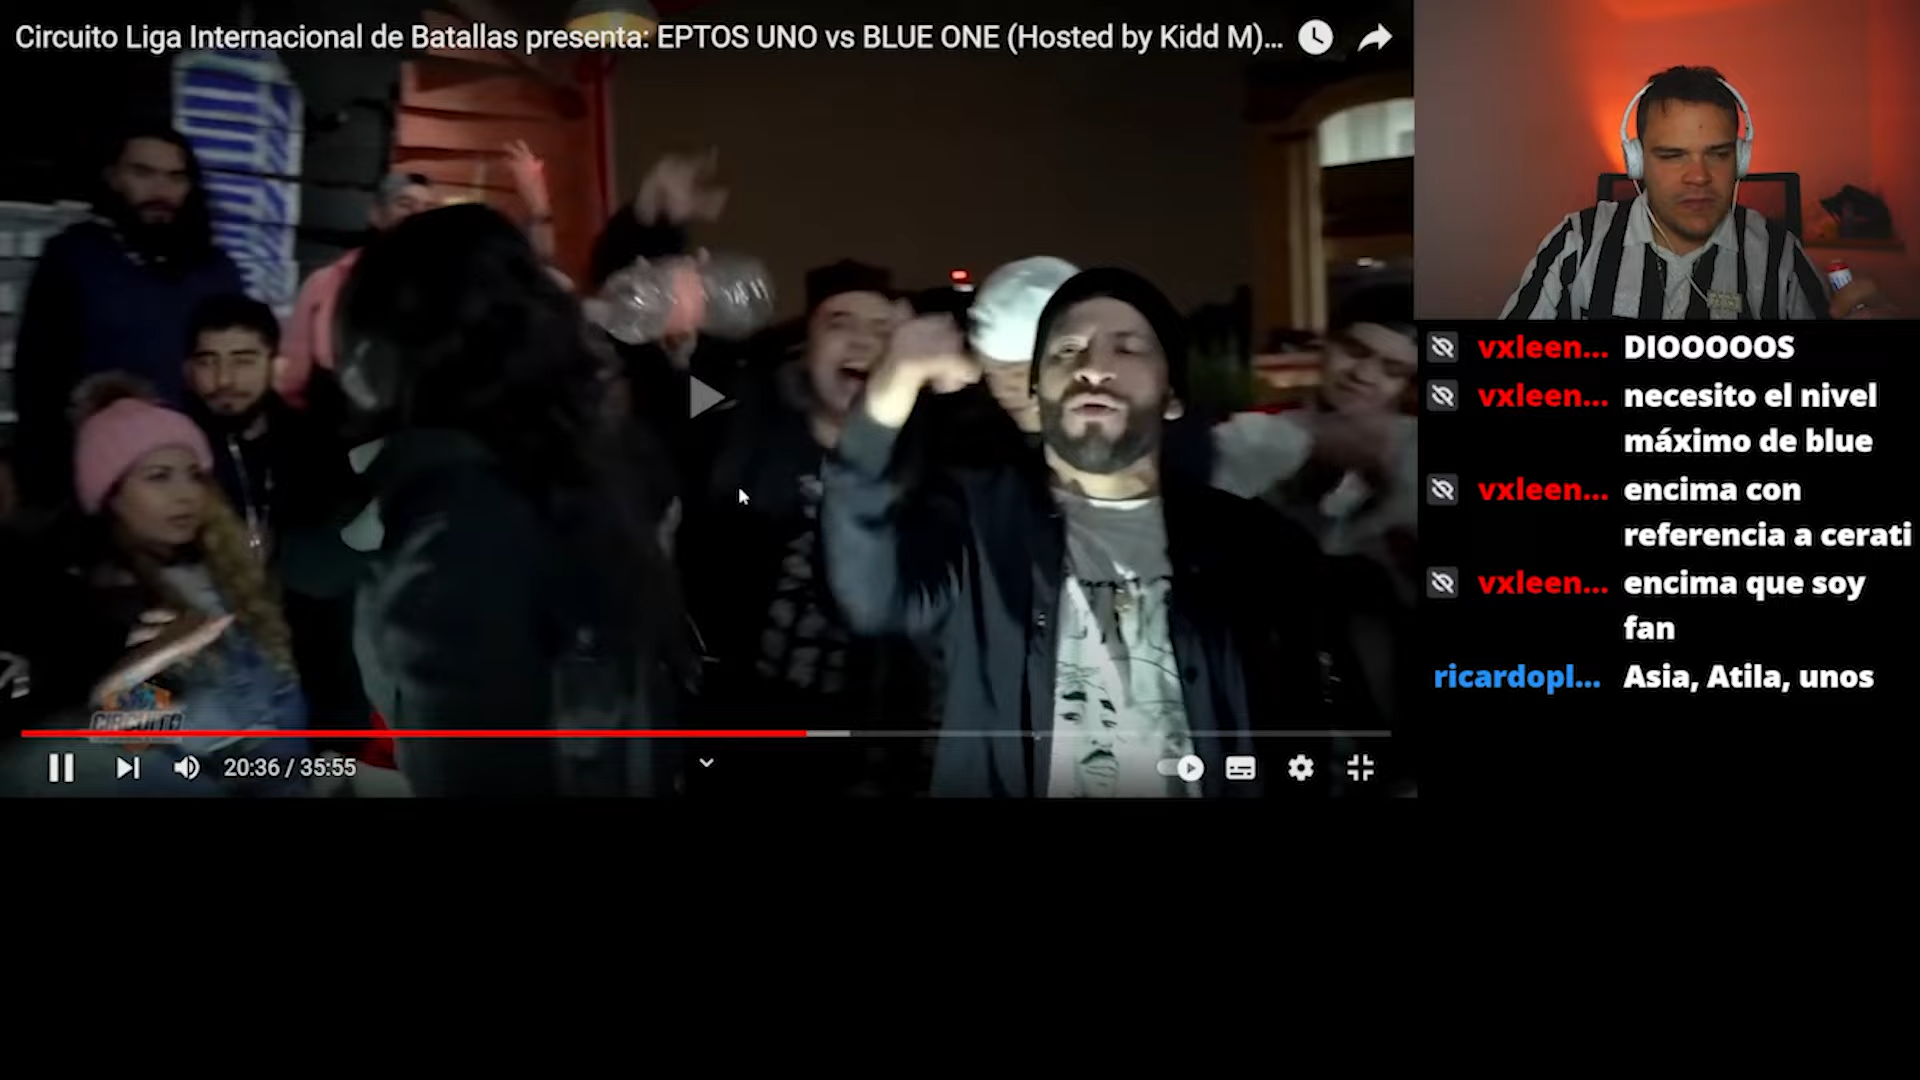 Circuito Liga Internacional de Batallas presenta: EPTOS UNO vs BLUE ONE (Hosted by Kidd M)...
vxleen... DIOOOOOS
vxleen... necesito el nivel
máximo de blue
vxleen... encima con
referencia a cerati
vxleen... encima que soy
fan
ricardopl... Asia, Atila, unos
CIRCUITO
20:36 / 35:55